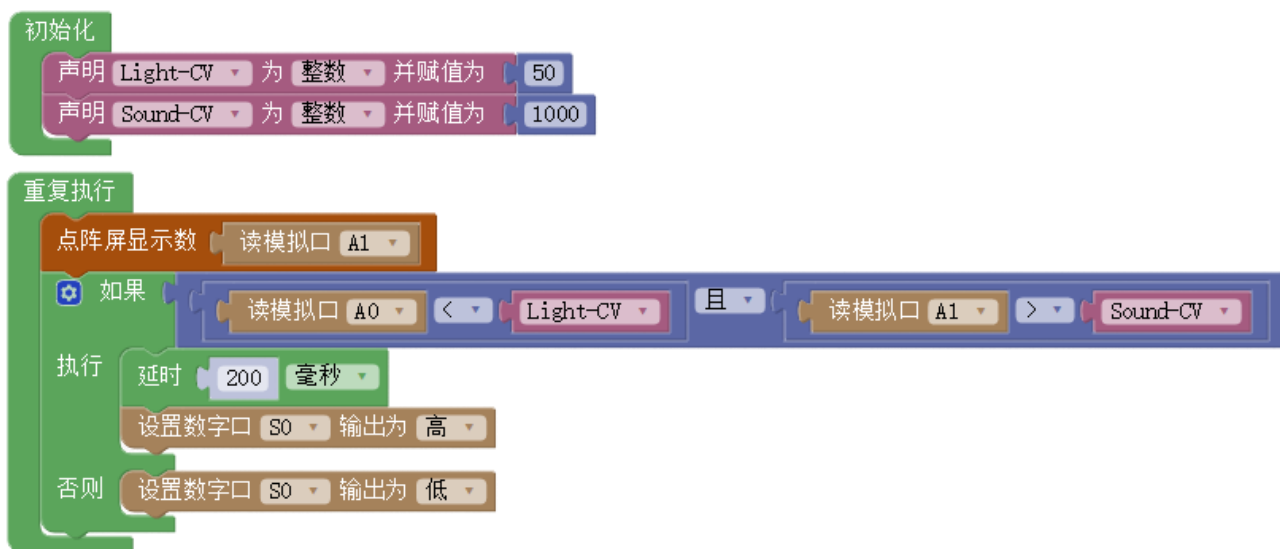 初始化
声明 Light-CV 为 整数 并赋值为 50
声明 Sound-CV 为 整数 并赋值为 1000
重复执行
点阵屏显示数 读模拟口 A1
如果 读模拟口 A0 < Light-CV 且 读模拟口 A1 > Sound-CV
执行 延时 200 毫秒
设置数字口 S0 输出为 高
否则 设置数字口 S0 输出为 低